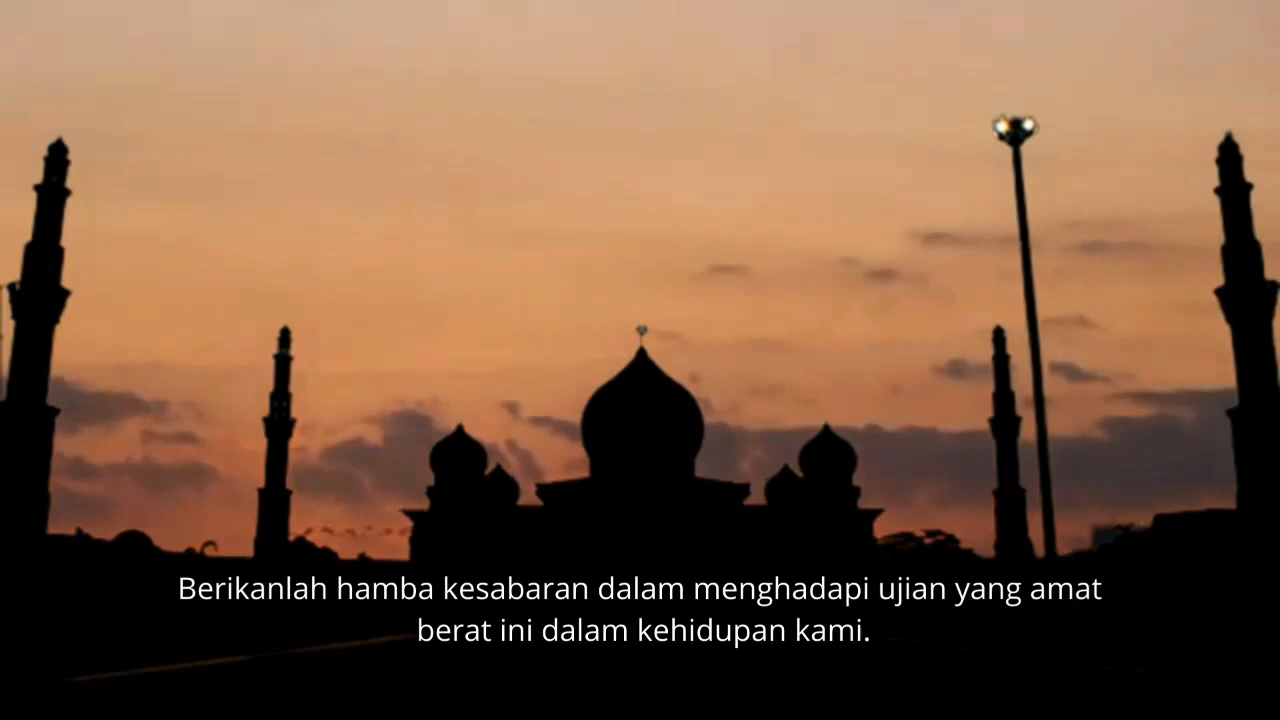 Berikanlah hamba kesabaran dalam menghadapi ujian yang amat
berat ini dalam kehidupan kami.